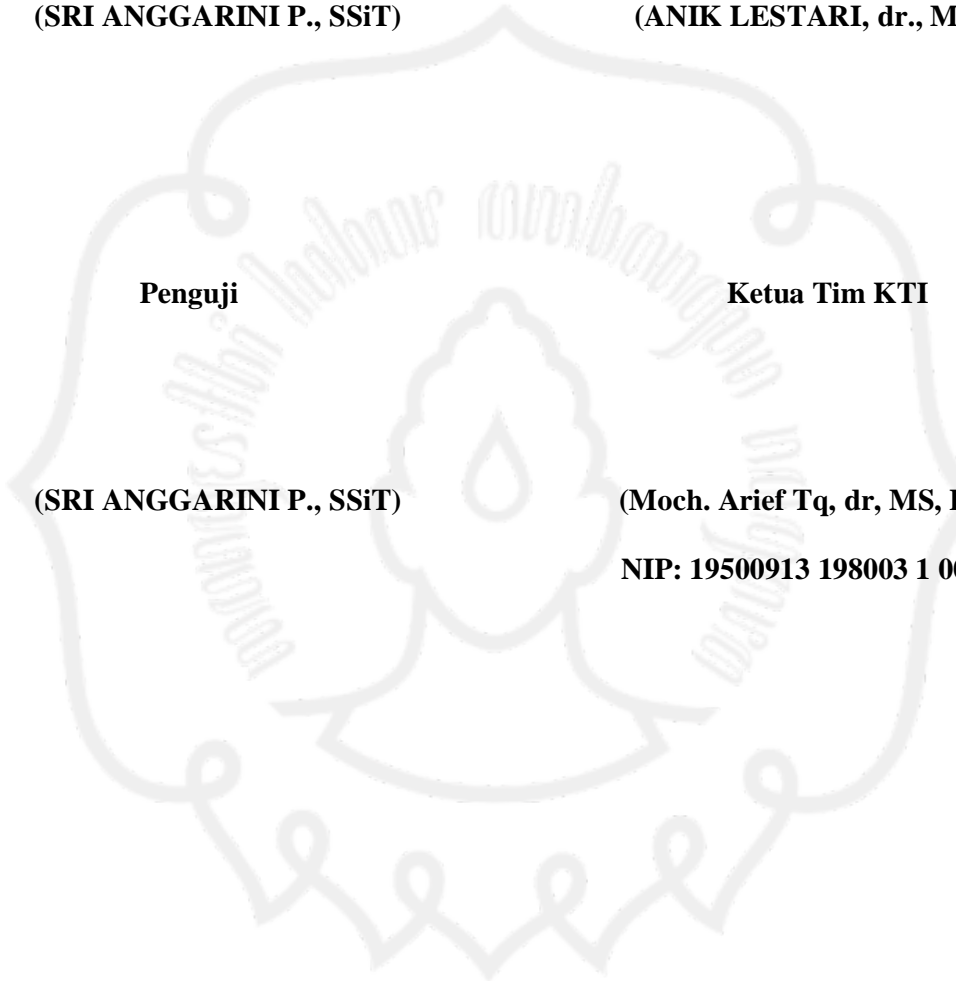 (SRI ANGGARINI P., SSiT) (ANIK LESTARI, dr., M
Penguji Ketua Tim KTI
(SRI ANGGARINI P., SSiT) (Moch. Arief Tq, dr, MS,
NIP: 19500913 198003 1 0